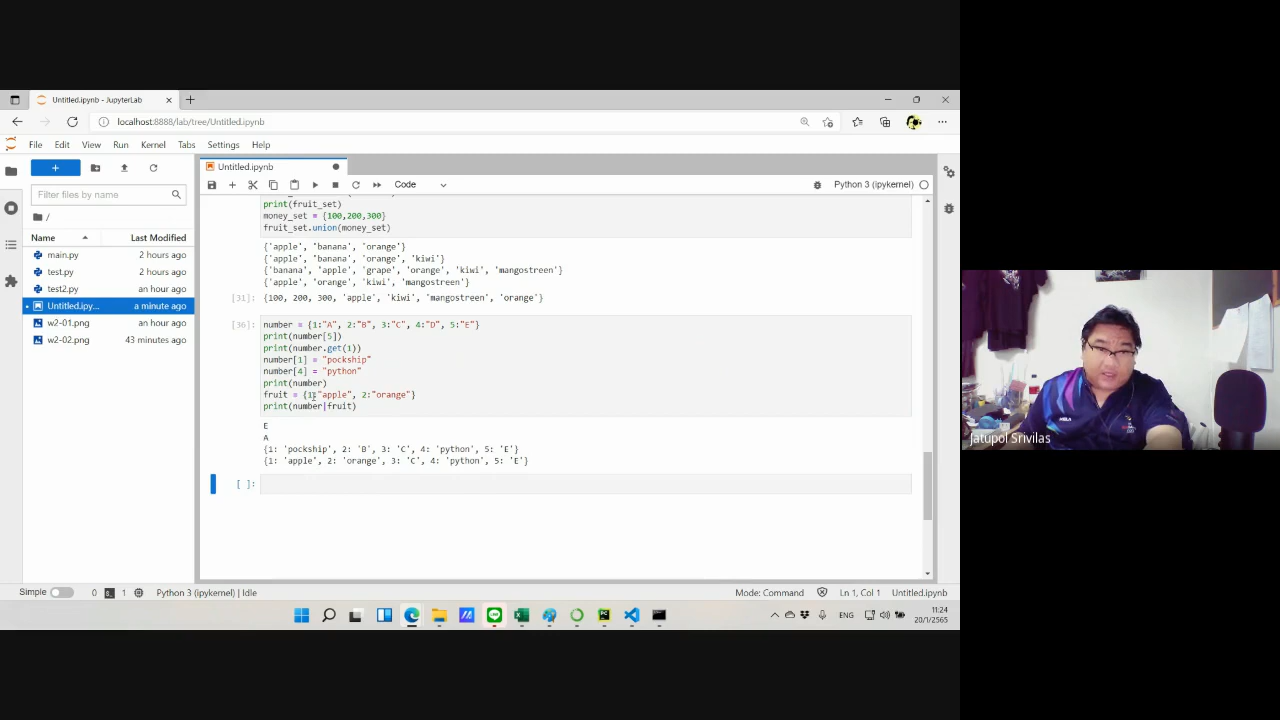 Untitled.ipynb - JupyterLab
localhost:8888/lab/tree/Untitled.ipynb
File Edit View Run Kernel Tabs Settings Help
Untitled.ipynb
Code
Python 3 (ipykernel)
Filter files by name
/
Name Last Modified
main.py 2 hours ago
test.py 2 hours ago
test2.py an hour ago
Untitled.ipy... a minute ago
w2-01.png an hour ago
w2-02.png 43 minutes ago
print(fruit_set)
money_set = {100,200,300}
fruit_set.union(money_set)
{'apple', 'banana', 'orange'}
{'apple', 'banana', 'orange', 'kiwi'}
{'banana', 'apple', 'grape', 'orange', 'kiwi', 'mangostreen'}
{'apple', 'orange', 'kiwi', 'mangostreen'}
[31]: {100, 200, 300, 'apple', 'kiwi', 'mangostreen', 'orange'}
[36]: number = {1:"A", 2:"B", 3:"C", 4:"D", 5:"E"}
print(number[5])
print(number.get(1))
number[1] = "pockship"
number[4] = "python"
print(number)
fruit = {1:"apple", 2:"orange"}
print(number|fruit)
E
A
{1: 'pockship', 2: 'B', 3: 'C', 4: 'python', 5: 'E'}
{1: 'apple', 2: 'orange', 3: 'C', 4: 'python', 5: 'E'}
[ ]:
Jatupol Srivilas
Simple 0 1 Python 3 (ipykernel) | Idle Mode: Command Ln 1, Col 1 Untitled.ipynb
ENG 11:24
20/1/2565